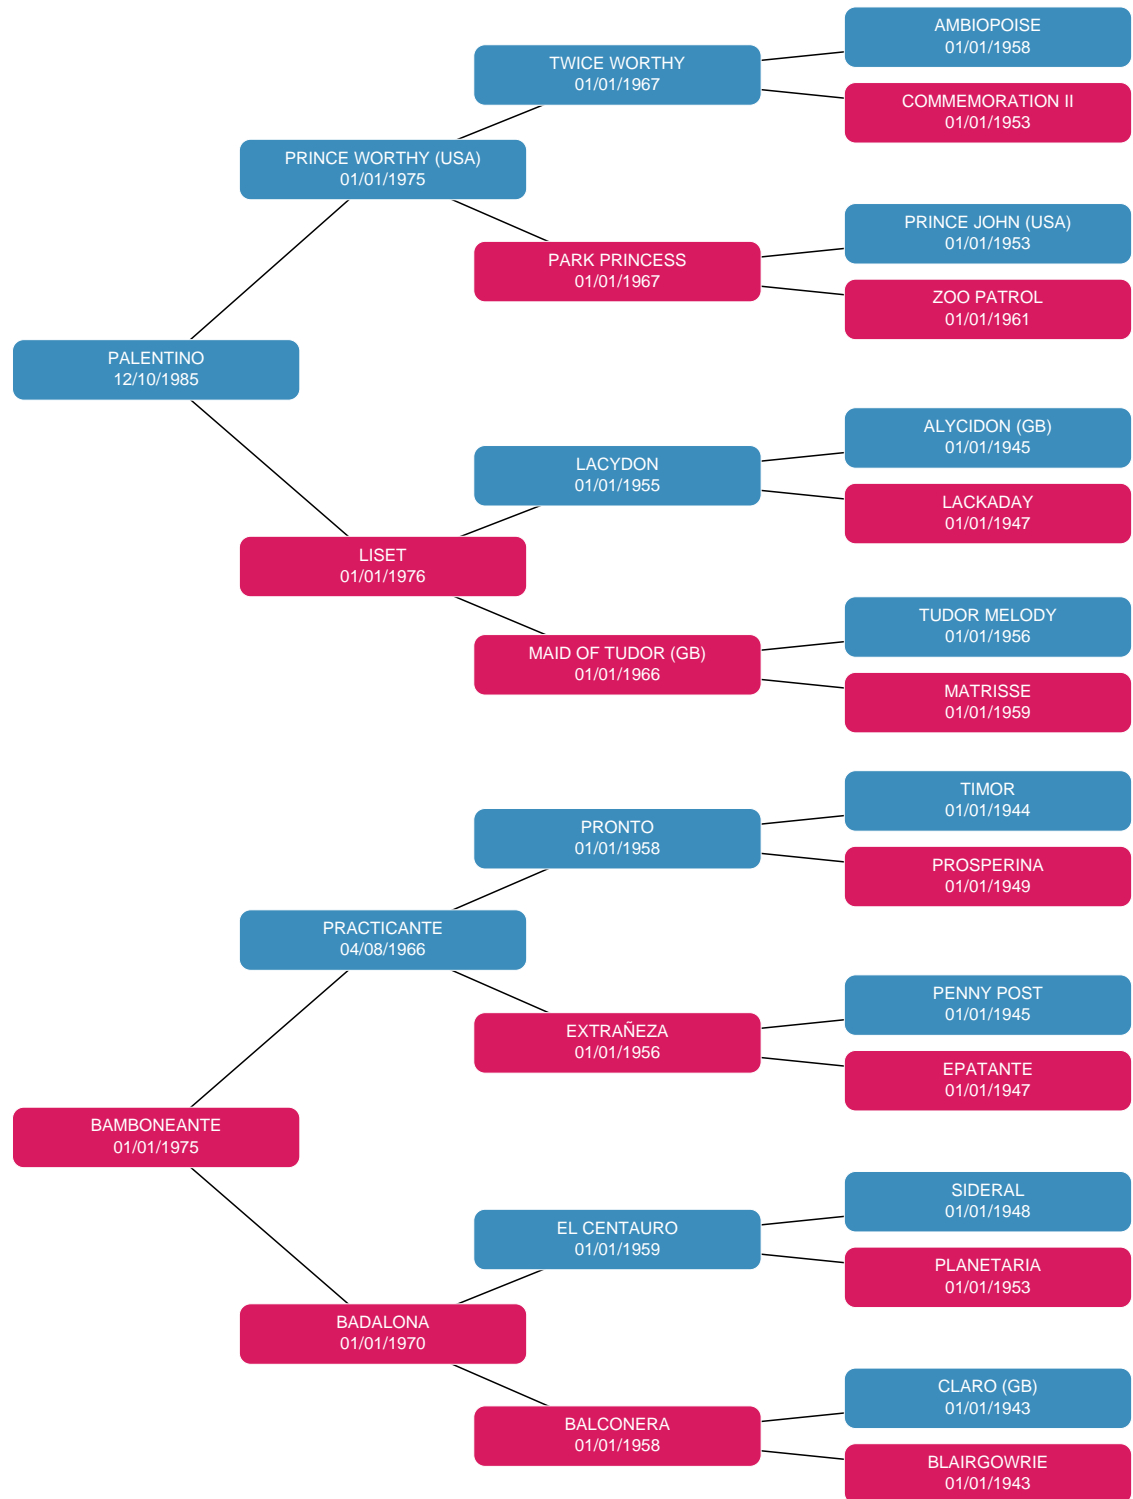 AMBIOPOISE
01/01/1958
TWICE WORTHY
01/01/1967
COMMEMORATION II
01/01/1953
PRINCE WORTHY (USA)
01/01/1975
PRINCE JOHN (USA)
01/01/1953
PARK PRINCESS
01/01/1967
ZOO PATROL
01/01/1961
PALENTINO
12/10/1985
ALYCIDON (GB)
01/01/1945
LACYDON
01/01/1955
LACKADAY
01/01/1947
LISET
01/01/1976
TUDOR MELODY
01/01/1956
MAID OF TUDOR (GB)
01/01/1966
MATRISSE
01/01/1959
TIMOR
01/01/1944
PRONTO
01/01/1958
PROSPERINA
01/01/1949
PRACTICANTE
04/08/1966
PENNY POST
01/01/1945
EXTRAÑEZA
01/01/1956
EPATANTE
01/01/1947
BAMBONEANTE
01/01/1975
SIDERAL
01/01/1948
EL CENTAURO
01/01/1959
PLANETARIA
01/01/1953
BADALONA
01/01/1970
CLARO (GB)
01/01/1943
BALCONERA
01/01/1958
BLAIRGOWRIE
01/01/1943